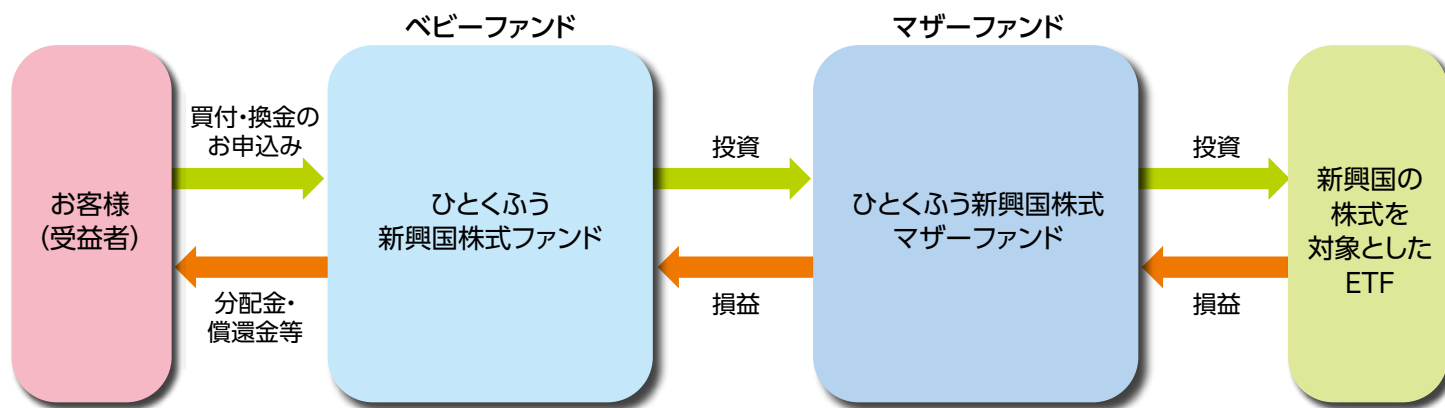 ベビーファンド
マザーファンド
お客様
(受益者)
買付・換金の
お申込み
分配金・
償還金等
ひとくふう
新興国株式ファンド
投資
損益
ひとくふう新興国株式
マザーファンド
投資
損益
新興国の
株式を
対象とした
ETF